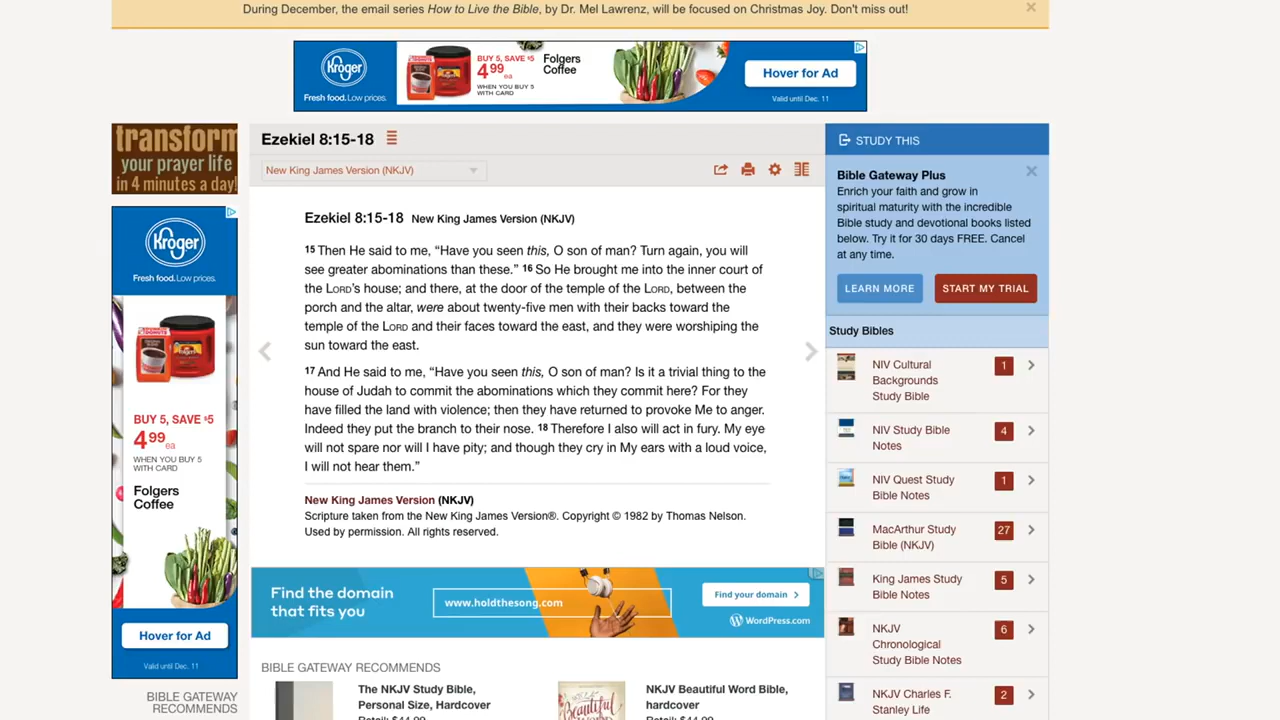 During December, the email series How to Live the Bible, by Dr. Mel Lawrenz, will be focused on Christmas Joy. Don't miss out!
Kroger
Fresh food. Low prices.
BUY 5, SAVE $5
4.99 ea
WHEN YOU BUY 5
WITH CARD
Folgers
Coffee
Hover for Ad
Valid until Dec. 11
transform
your prayer life
in 4 minutes a day!
Kroger
Fresh food. Low prices.
BUY 5, SAVE $5
4.99 ea
WHEN YOU BUY 5
WITH CARD
Folgers
Coffee
Hover for Ad
Valid until Dec. 11
BIBLE GATEWAY
RECOMMENDS
Ezekiel 8:15-18
New King James Version (NKJV)
Ezekiel 8:15-18 New King James Version (NKJV)
15 Then He said to me, “Have you seen this, O son of man? Turn again, you will
see greater abominations than these.” 16 So He brought me into the inner court of
the LORD’s house; and there, at the door of the temple of the LORD, between the
porch and the altar, were about twenty-five men with their backs toward the
temple of the LORD and their faces toward the east, and they were worshiping the
sun toward the east.
17 And He said to me, “Have you seen this, O son of man? Is it a trivial thing to the
house of Judah to commit the abominations which they commit here? For they
have filled the land with violence; then they have returned to provoke Me to anger.
Indeed they put the branch to their nose. 18 Therefore I also will act in fury. My eye
will not spare nor will I have pity; and though they cry in My ears with a loud voice,
I will not hear them.”
New King James Version (NKJV)
Scripture taken from the New King James Version®. Copyright © 1982 by Thomas Nelson.
Used by permission. All rights reserved.
Find the domain
that fits you
www.holdthesong.com
Find your domain
WordPress.com
BIBLE GATEWAY RECOMMENDS
The NKJV Study Bible,
Personal Size, Hardcover
Retail: $44.99
NKJV Beautiful Word Bible,
hardcover
Retail: $44.99
STUDY THIS
Bible Gateway Plus
Enrich your faith and grow in
spiritual maturity with the incredible
Bible study and devotional books listed
below. Try it for 30 days FREE. Cancel
at any time.
LEARN MORE
START MY TRIAL
Study Bibles
NIV Cultural
Backgrounds
Study Bible
1
NIV Study Bible
Notes
4
NIV Quest Study
Bible Notes
1
MacArthur Study
Bible (NKJV)
27
King James Study
Bible Notes
5
NKJV
Chronological
Study Bible Notes
6
NKJV Charles F.
Stanley Life
2